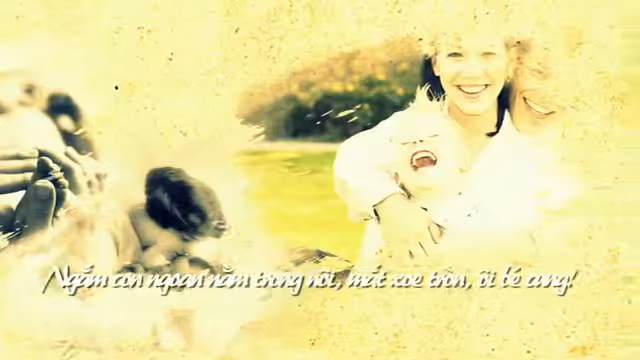 Ngắm con ngoan nằm trong nôi, mắt xoe tròn, ôi bé cưng!